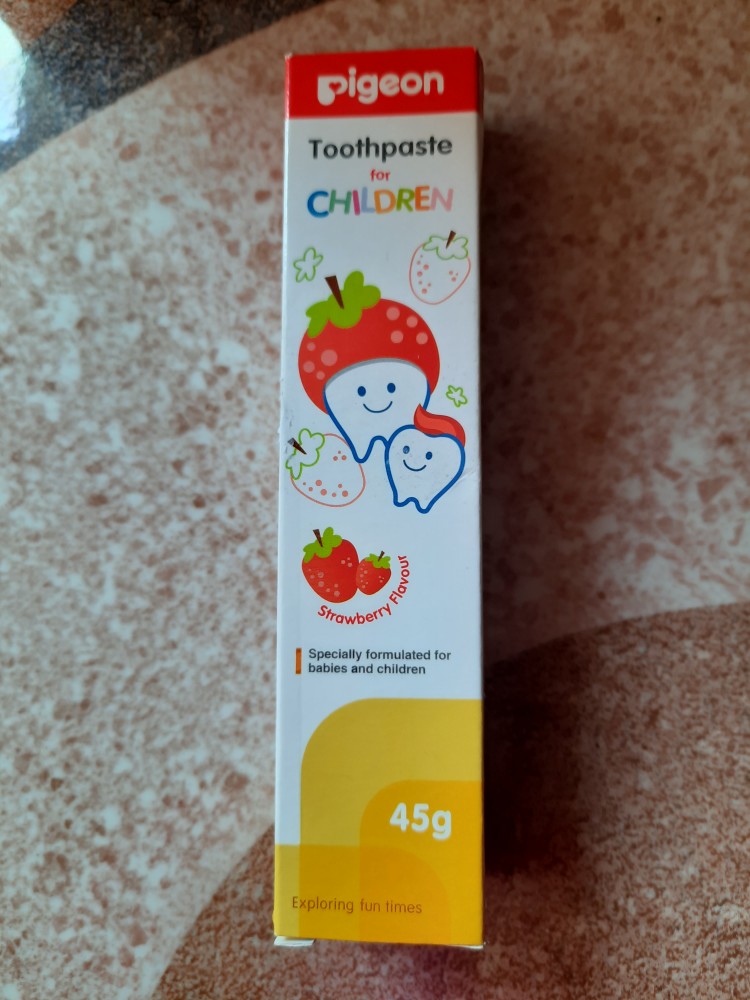 Pigeon
Toothpaste
for
CHILDREN
Strawberry Flavour
Specially formulated for
babies and children
45g
Exploring fun times